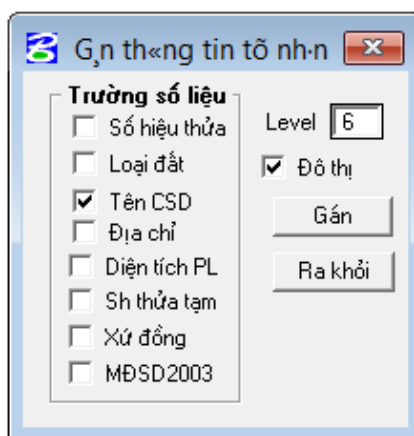 G¸n th«ng tin tõ nh·n
Trường số liệu
Số hiệu thửa
Loại đất
Tên CSD
Địa chỉ
Diện tích PL
Sh thửa tạm
Xứ đồng
MĐSD2003
Level 6
Đô thị
Gán
Ra khỏi